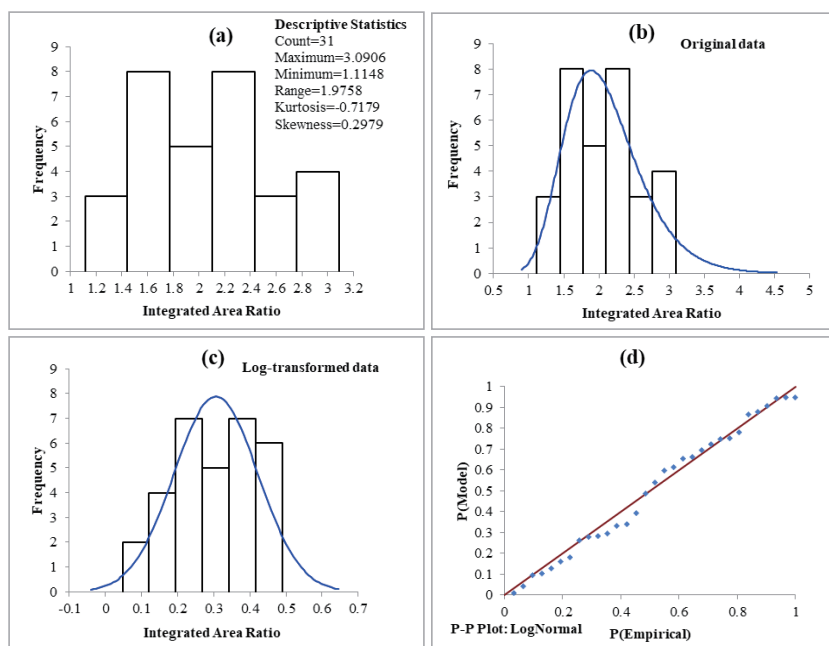 (a)
Descriptive Statistics
Count=31
Maximum=3.0906
Minimum=1.1148
Range=1.9758
Kurtosis=-0.7179
Skewness=0.2979
Frequency
9
8
7
6
5
4
3
2
1
0
1 1.2 1.4 1.6 1.8 2 2.2 2.4 2.6 2.8 3 3.2
Integrated Area Ratio
(b)
Original data
Frequency
9
8
7
6
5
4
3
2
1
0
0.5 1 1.5 2 2.5 3 3.5 4 4.5 5
Integrated Area Ratio
(c)
Log-transformed data
Frequency
9
8
7
6
5
4
3
2
1
0
-0.1 0 0.1 0.2 0.3 0.4 0.5 0.6 0.7
Integrated Area Ratio
(d)
P(Model)
1
0.9
0.8
0.7
0.6
0.5
0.4
0.3
0.2
0.1
0
0 0.2 0.4 0.6 0.8 1
P-P Plot: LogNormal
P(Empirical)